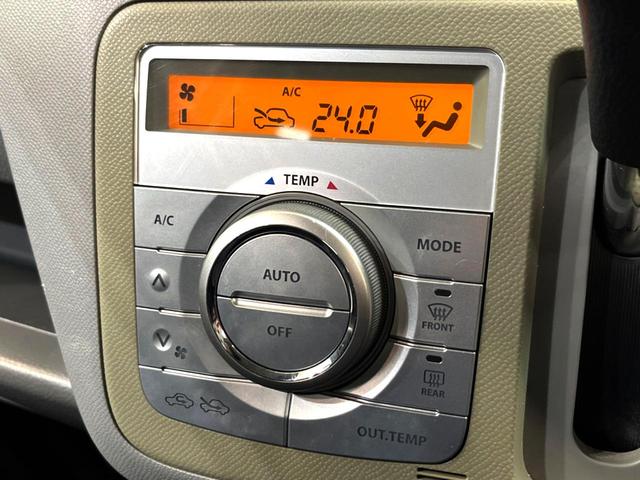 A/C
24.0
TEMP
A/C
MODE
AUTO
OFF
FRONT
REAR
OUT.TEMP